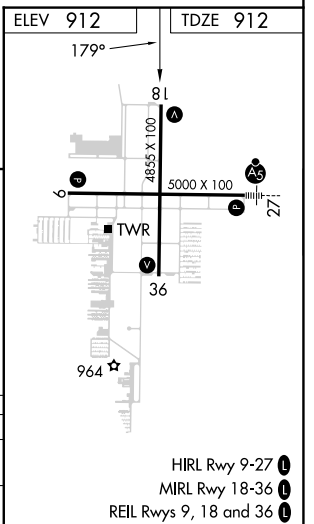 ELEV 912 TDZE 912
179°
18
V
4855 X 100
P
5000 X 100
A5
9
P
27
TWR
V
36
964
HIRL Rwy 9-27 L
MIRL Rwy 18-36 L
REIL Rwys 9, 18 and 36 L